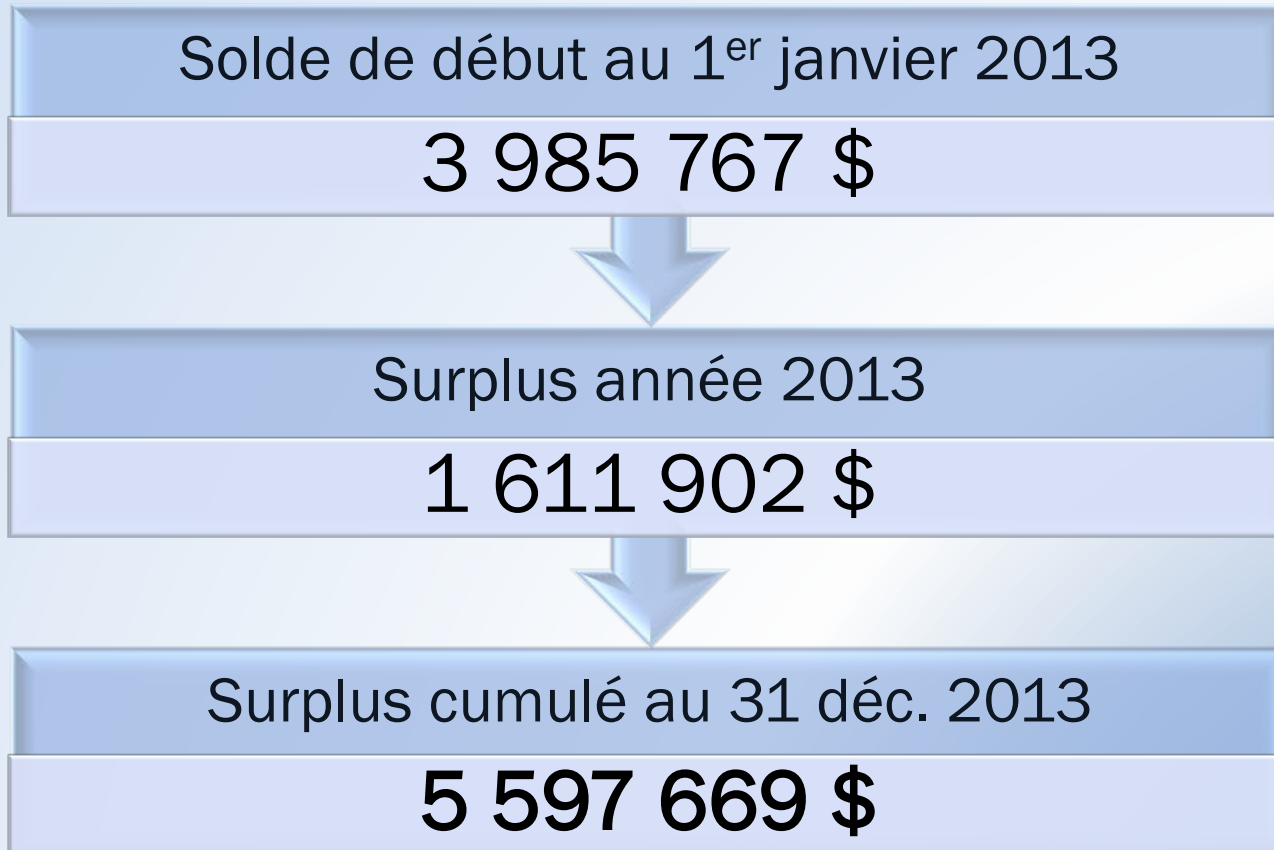 Solde de début au 1er janvier 2013
3 985 767 $
Surplus année 2013
1 611 902 $
Surplus cumulé au 31 déc. 2013
5 597 669 $